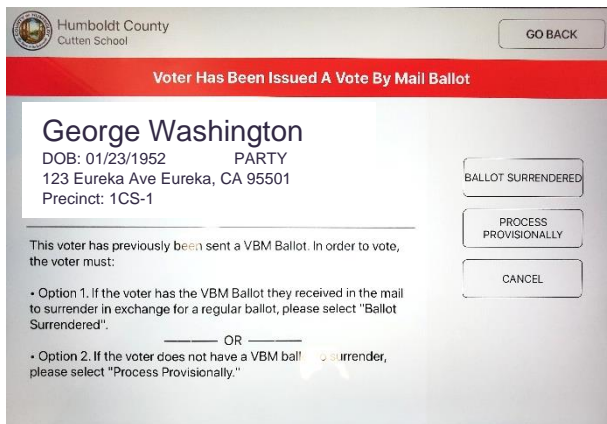 Humboldt County
Cutten School
GO BACK
Voter Has Been Issued A Vote By Mail Ballot
George Washington
DOB: 01/23/1952 PARTY
123 Eureka Ave Eureka, CA 95501
Precinct: 1CS-1
BALLOT SURRENDERED
PROCESS
PROVISIONALLY
CANCEL
This voter has previously been sent a VBM Ballot. In order to vote,
the voter must:
• Option 1. If the voter has the VBM Ballot they received in the mail
to surrender in exchange for a regular ballot, please select "Ballot
Surrendered".
OR
• Option 2. If the voter does not have a VBM surrender,
please select "Process Provisionally."